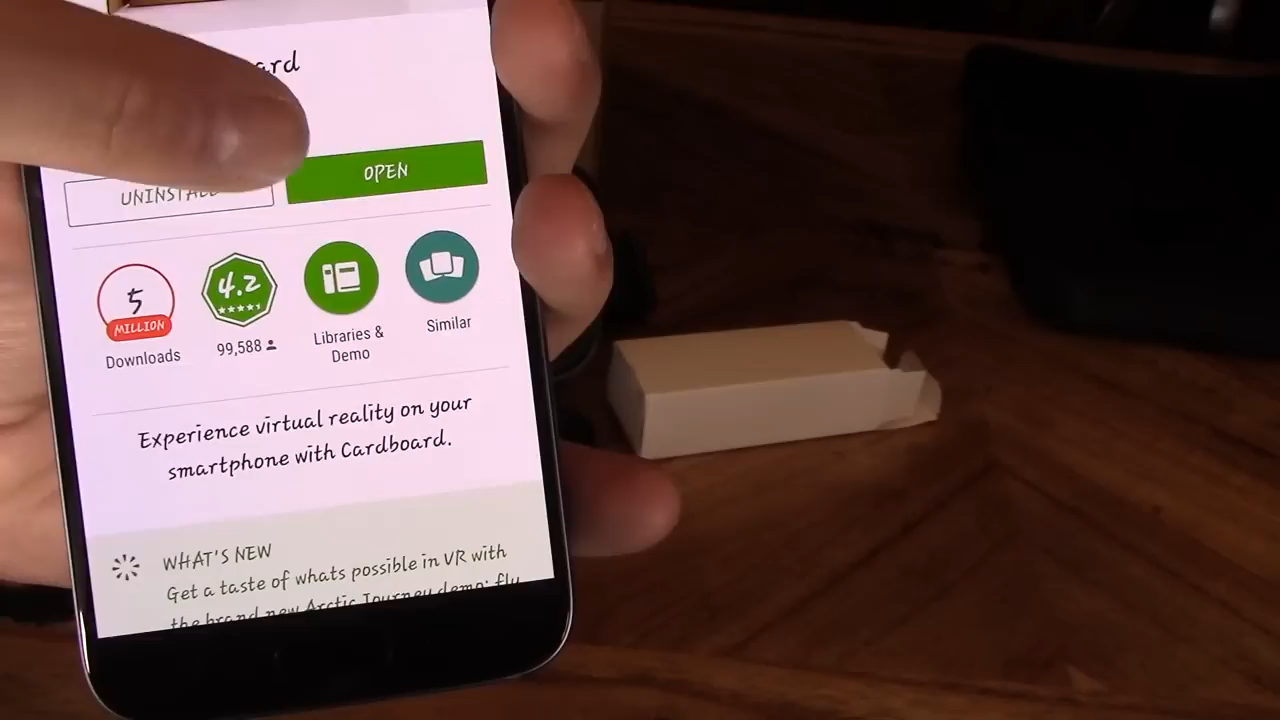 OPEN
UNINSTALL
5
MILLION
Downloads
4.2
99,588
Libraries &
Demo
Similar
Experience virtual reality on your
smartphone with Cardboard.
WHAT'S NEW
Get a taste of whats possible in VR with
the brand new Arctic Journey demo: fly